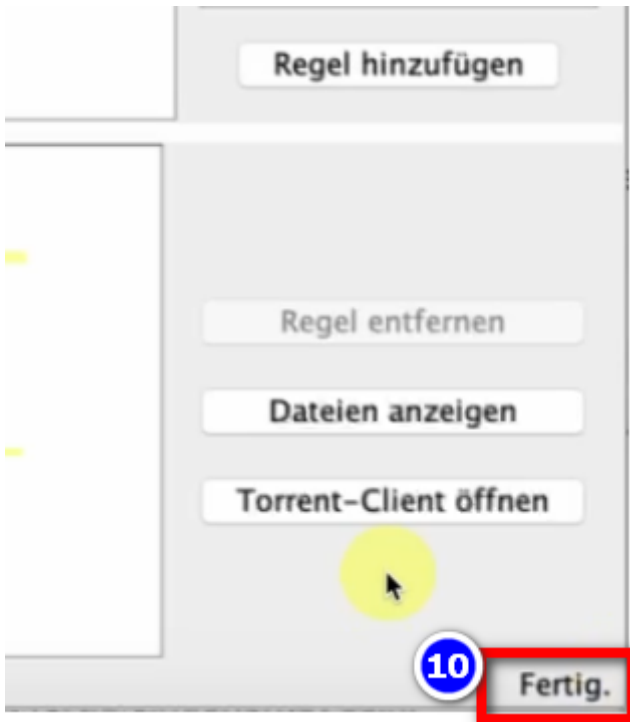 Regel hinzufügen
Regel entfernen
Dateien anzeigen
Torrent-Client öffnen
10
Fertig.